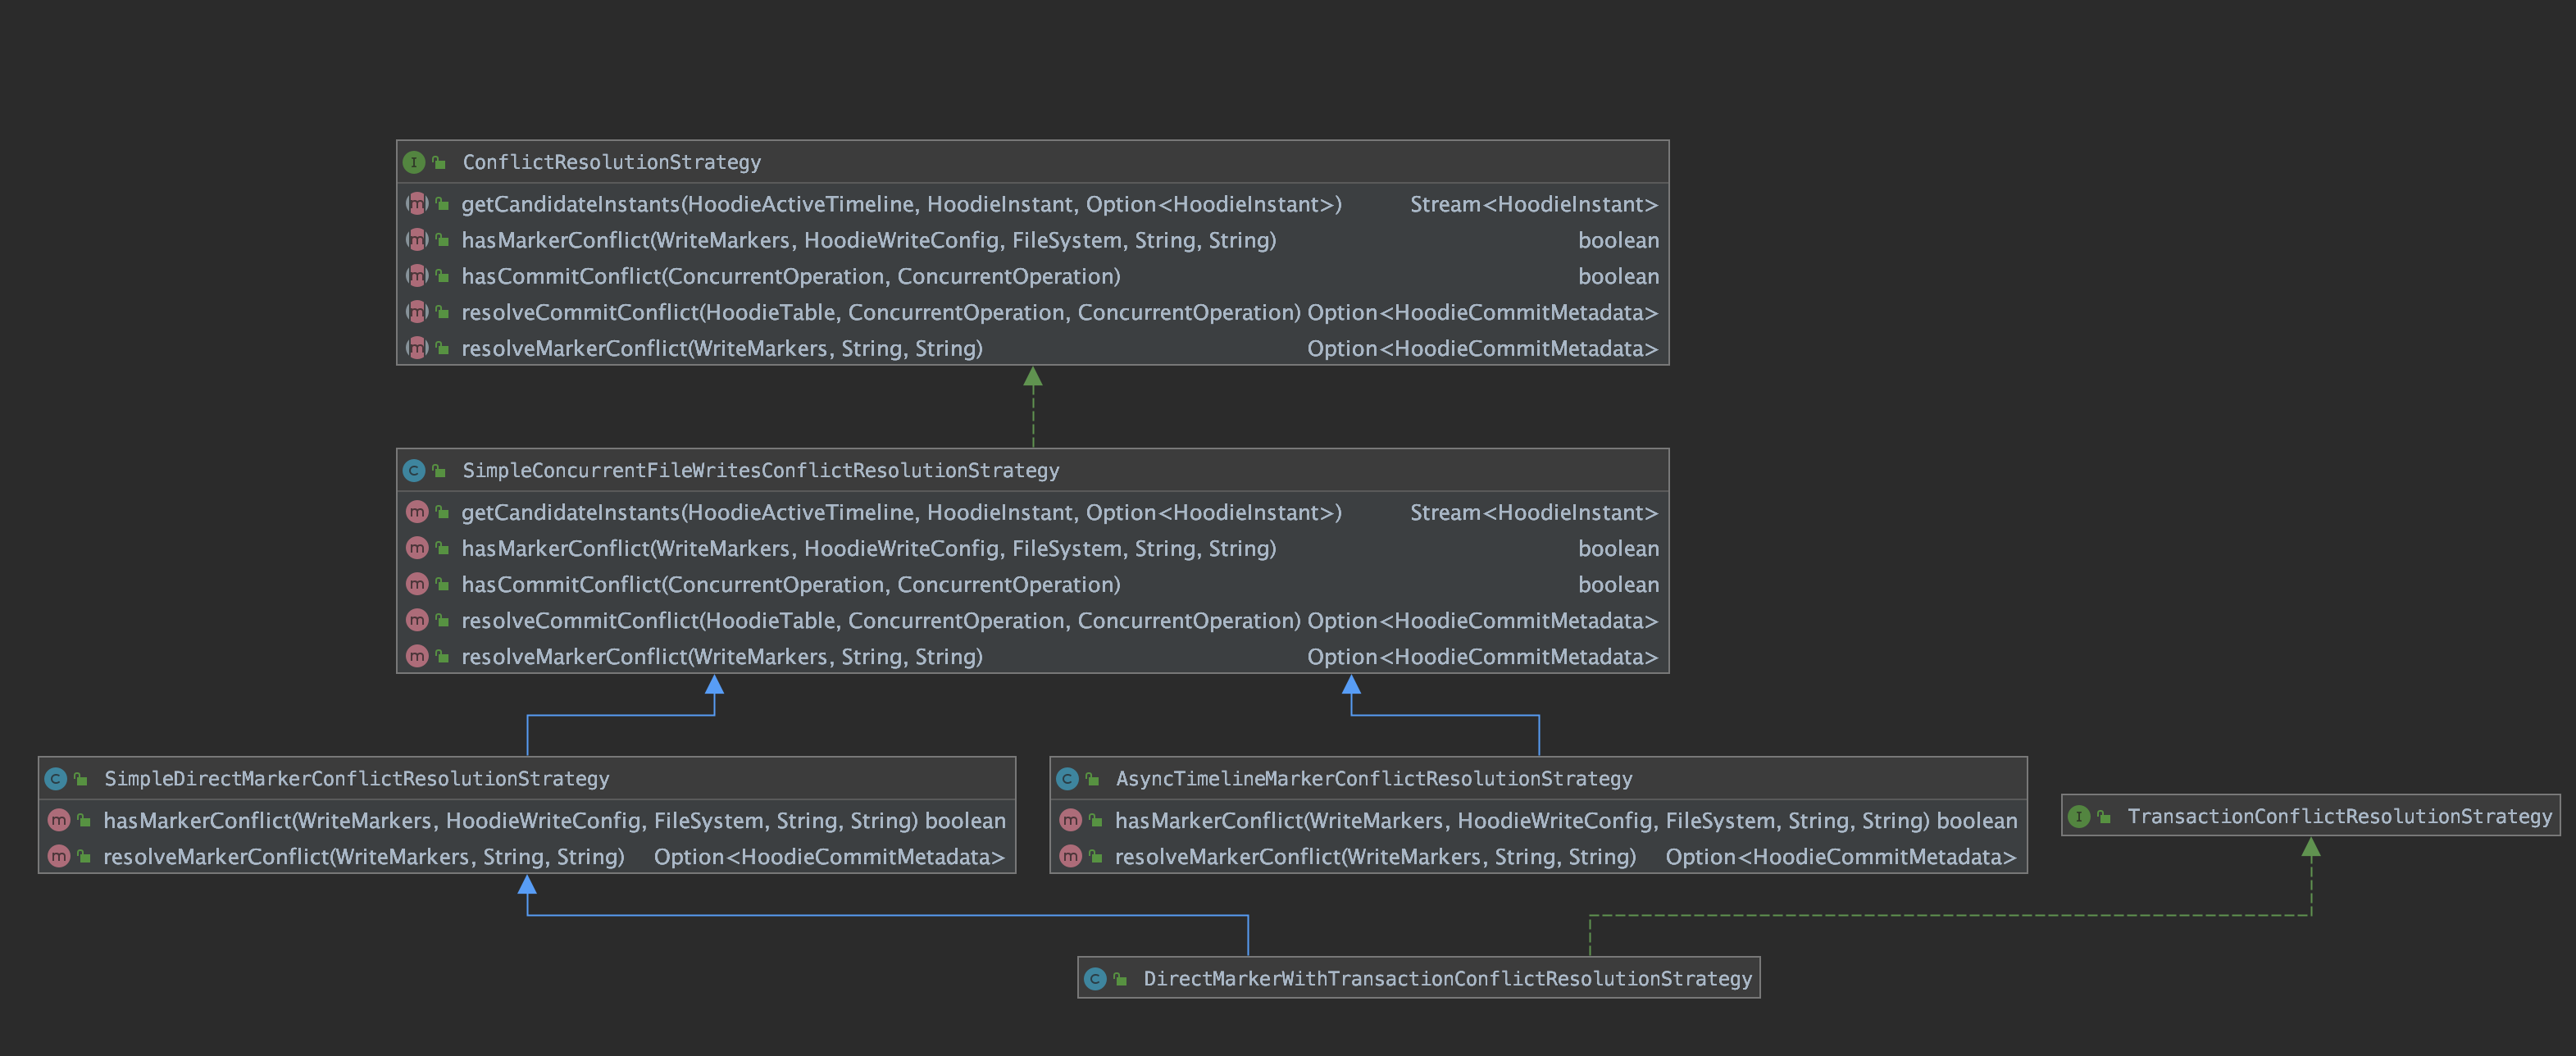 ConflictResolutionStrategy
getCandidateInstants(HoodieActiveTimeline, HoodieInstant, Option<HoodieInstant>) Stream<HoodieInstant>
hasMarkerConflict(WriteMarkers, HoodieWriteConfig, FileSystem, String, String) boolean
hasCommitConflict(ConcurrentOperation, ConcurrentOperation) boolean
resolveCommitConflict(HoodieTable, ConcurrentOperation, ConcurrentOperation) Option<HoodieCommitMetadata>
resolveMarkerConflict(WriteMarkers, String, String) Option<HoodieCommitMetadata>
SimpleConcurrentFileWritesConflictResolutionStrategy
getCandidateInstants(HoodieActiveTimeline, HoodieInstant, Option<HoodieInstant>) Stream<HoodieInstant>
hasMarkerConflict(WriteMarkers, HoodieWriteConfig, FileSystem, String, String) boolean
hasCommitConflict(ConcurrentOperation, ConcurrentOperation) boolean
resolveCommitConflict(HoodieTable, ConcurrentOperation, ConcurrentOperation) Option<HoodieCommitMetadata>
resolveMarkerConflict(WriteMarkers, String, String) Option<HoodieCommitMetadata>
SimpleDirectMarkerConflictResolutionStrategy
hasMarkerConflict(WriteMarkers, HoodieWriteConfig, FileSystem, String, String) boolean
resolveMarkerConflict(WriteMarkers, String, String) Option<HoodieCommitMetadata>
AsyncTimelineMarkerConflictResolutionStrategy
hasMarkerConflict(WriteMarkers, HoodieWriteConfig, FileSystem, String, String) boolean
resolveMarkerConflict(WriteMarkers, String, String) Option<HoodieCommitMetadata>
TransactionConflictResolutionStrategy
DirectMarkerWithTransactionConflictResolutionStrategy